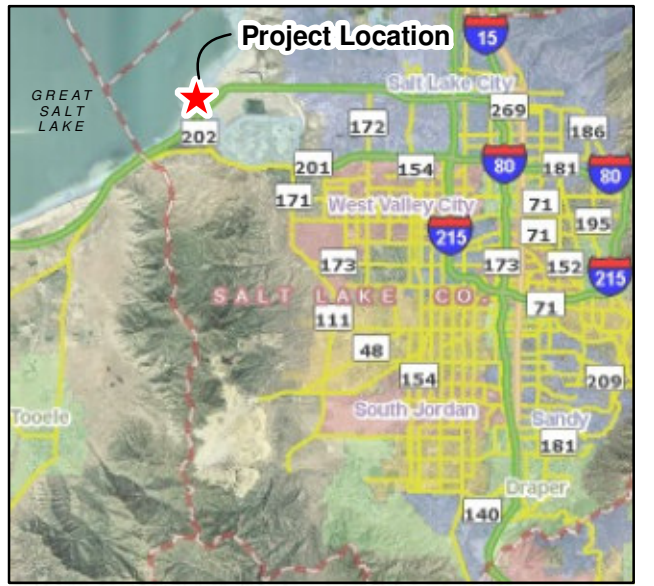 15
Project Location
Salt Lake City
GREAT
SALT
LAKE
269
172
186
202
201
154
80
181
80
171
West Valley City
71
195
71
215
173
173
152
215
SALT LAKE CO.
71
111
48
154
209
South Jordan
Tooele
Sandy
181
Draper
140